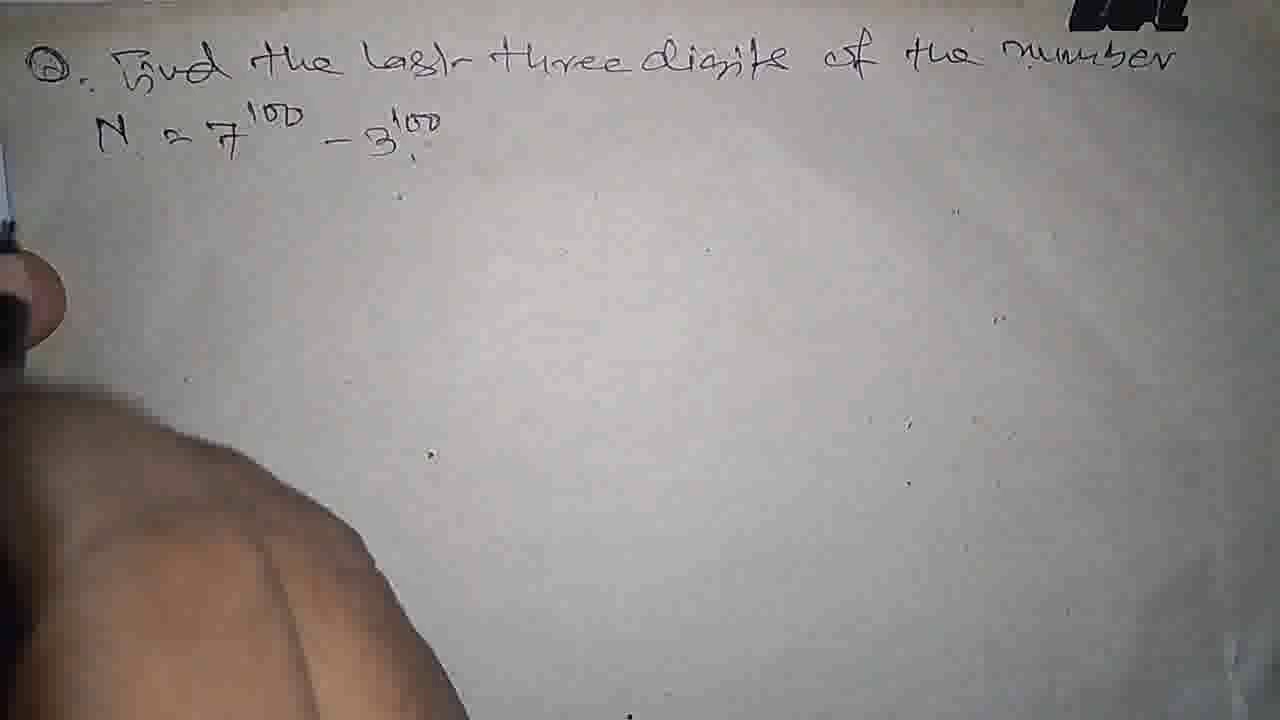 Q. Find the last three digits of the number
N = 7^100 - 3^100